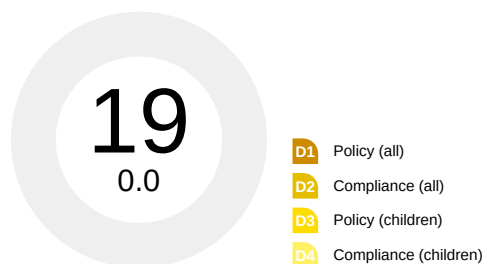 19
0.0
D1 Policy (all)
D2 Compliance (all)
D3 Policy (children)
D4 Compliance (children)